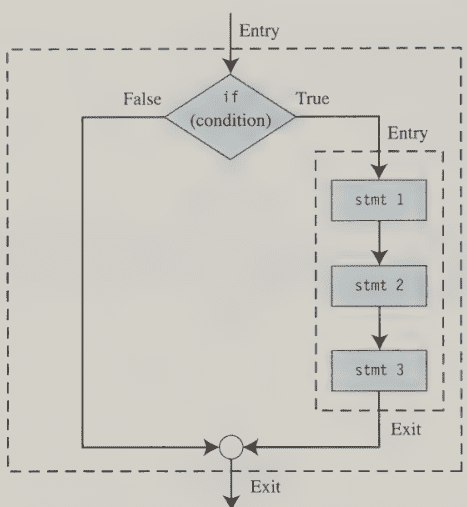 Entry
False
if
True
(condition)
Entry
stmt 1
stmt 2
stmt 3
Exit
Exit